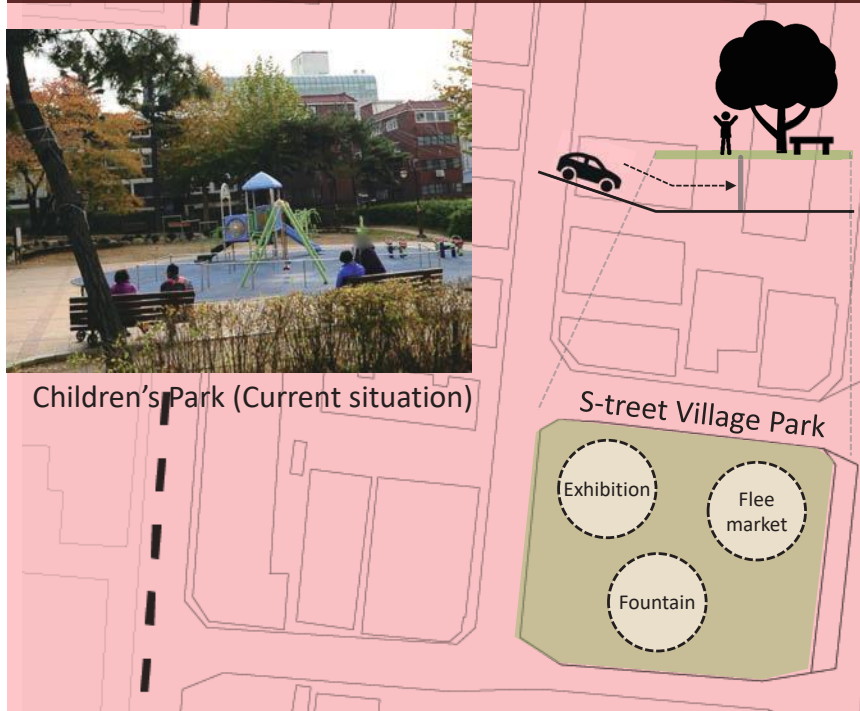 Children's Park (Current situation)
S-treet Village Park
Exhibition
Flee
market
Fountain